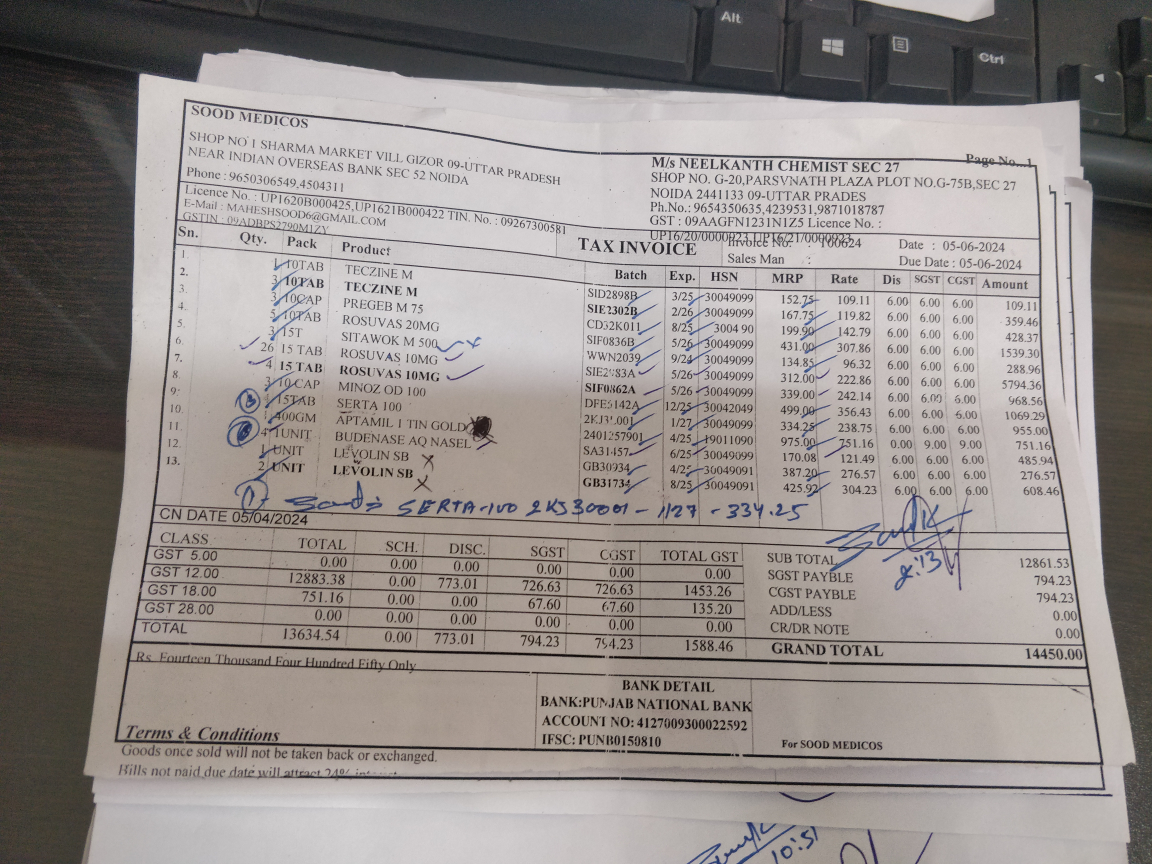 Alt
Ctrl
SOOD MEDICOS
SHOP NO 1 SHARMA MARKET VILL GIZOR 09-UTTAR PRADESH
NEAR INDIAN OVERSEAS BANK SEC 52 NOIDA
Phone : 9650306549,4504311
Licence No. : UP1620B000425,UP1621B000422 TIN. No. : 09267300581
E-Mail : MAHESHSOOD6@GMAIL.COM
GSTIN : 09ADBPS2790M1ZY
Page No...1
M/s NEELKANTH CHEMIST SEC 27
SHOP NO. G-20,PARSVNATH PLAZA PLOT NO.G-75B,SEC 27
NOIDA 2441133 09-UTTAR PRADES
Ph.No.: 9654350635,4239531,9871018787
GST : 09AAGFN1231N1Z5 Licence No. :
UP16/20/0000923,UP16/21/0000923
TAX INVOICE
Invoice No. : T00624 Date : 05-06-2024
Sales Man : Due Date : 05-06-2024
Sn. Qty. Pack Product Batch Exp. HSN MRP Rate Dis SGST CGST Amount
1. 1 10TAB TECZINE M SID2898B 3/25 30049099 152.75 109.11 6.00 6.00 6.00 109.11
2. 3 10TAB TECZINE M SIE2302B 2/26 30049099 167.75 119.82 6.00 6.00 6.00 359.46
3. 3 10CAP PREGEB M 75 CD32K011 8/25 3004 90 199.90 142.79 6.00 6.00 6.00 428.37
4. 5 10TAB ROSUVAS 20MG SIF0836B 5/26 30049099 431.00 307.86 6.00 6.00 6.00 1539.30
5. 3 15T SITAWOK M 500 WWN2039 9/24 30049099 134.85 96.32 6.00 6.00 6.00 288.96
6. 26 15 TAB ROSUVAS 10MG 5/26 30049099 312.00 222.86 6.00 6.00 6.00 5794.36
7. 4 15 TAB ROSUVAS 10MG SIF0862A 5/26 30049099 339.00 242.14 6.00 6.00 6.00 968.56
8. 3 10 CAP MINOZ OD 100 DFE5142A 12/25 30042049 499.00 356.43 6.00 6.00 6.00 1069.29
9. 15TAB SERTA 100 1/27 30049099 334.25 238.75 6.00 6.00 6.00 955.00
10. 1 400GM APTAMIL 1 TIN GOLD 2401257901 4/25 19011090 975.00 751.16 0.00 9.00 9.00 751.16
11. 4 1UNIT BUDENASE AQ NASEL SA31457 6/25 30049099 170.08 121.49 6.00 6.00 6.00 485.94
12. 1 UNIT LEVOLIN SB GB30934 4/25 30049091 387.20 276.57 6.00 6.00 6.00 276.57
13. 2 UNIT LEVOLIN SB GB31734 8/25 30049091 425.92 304.23 6.00 6.00 6.00 608.46
SERTA-100 2KJ30001 - 1/27 - 334.25
CN DATE 05/04/2024
CLASS TOTAL SCH. DISC. SGST CGST TOTAL GST
GST 5.00 0.00 0.00 0.00 0.00 0.00 0.00
GST 12.00 12883.38 0.00 773.01 726.63 726.63 1453.26
GST 18.00 751.16 0.00 0.00 67.60 67.60 135.20
GST 28.00 0.00 0.00 0.00 0.00 0.00 0.00
TOTAL 13634.54 0.00 773.01 794.23 794.23 1588.46
SUB TOTAL 12861.53
SGST PAYBLE 794.23
CGST PAYBLE 794.23
ADD/LESS 0.00
CR/DR NOTE 0.00
GRAND TOTAL 14450.00
Rs. Fourteen Thousand Four Hundred Fifty Only
BANK DETAIL
BANK:PUNJAB NATIONAL BANK
ACCOUNT NO: 4127009300022592
IFSC: PUNB0150810
For SOOD MEDICOS
Terms & Conditions
Goods once sold will not be taken back or exchanged.
Bills not paid due date will attract 24% interest
10:51